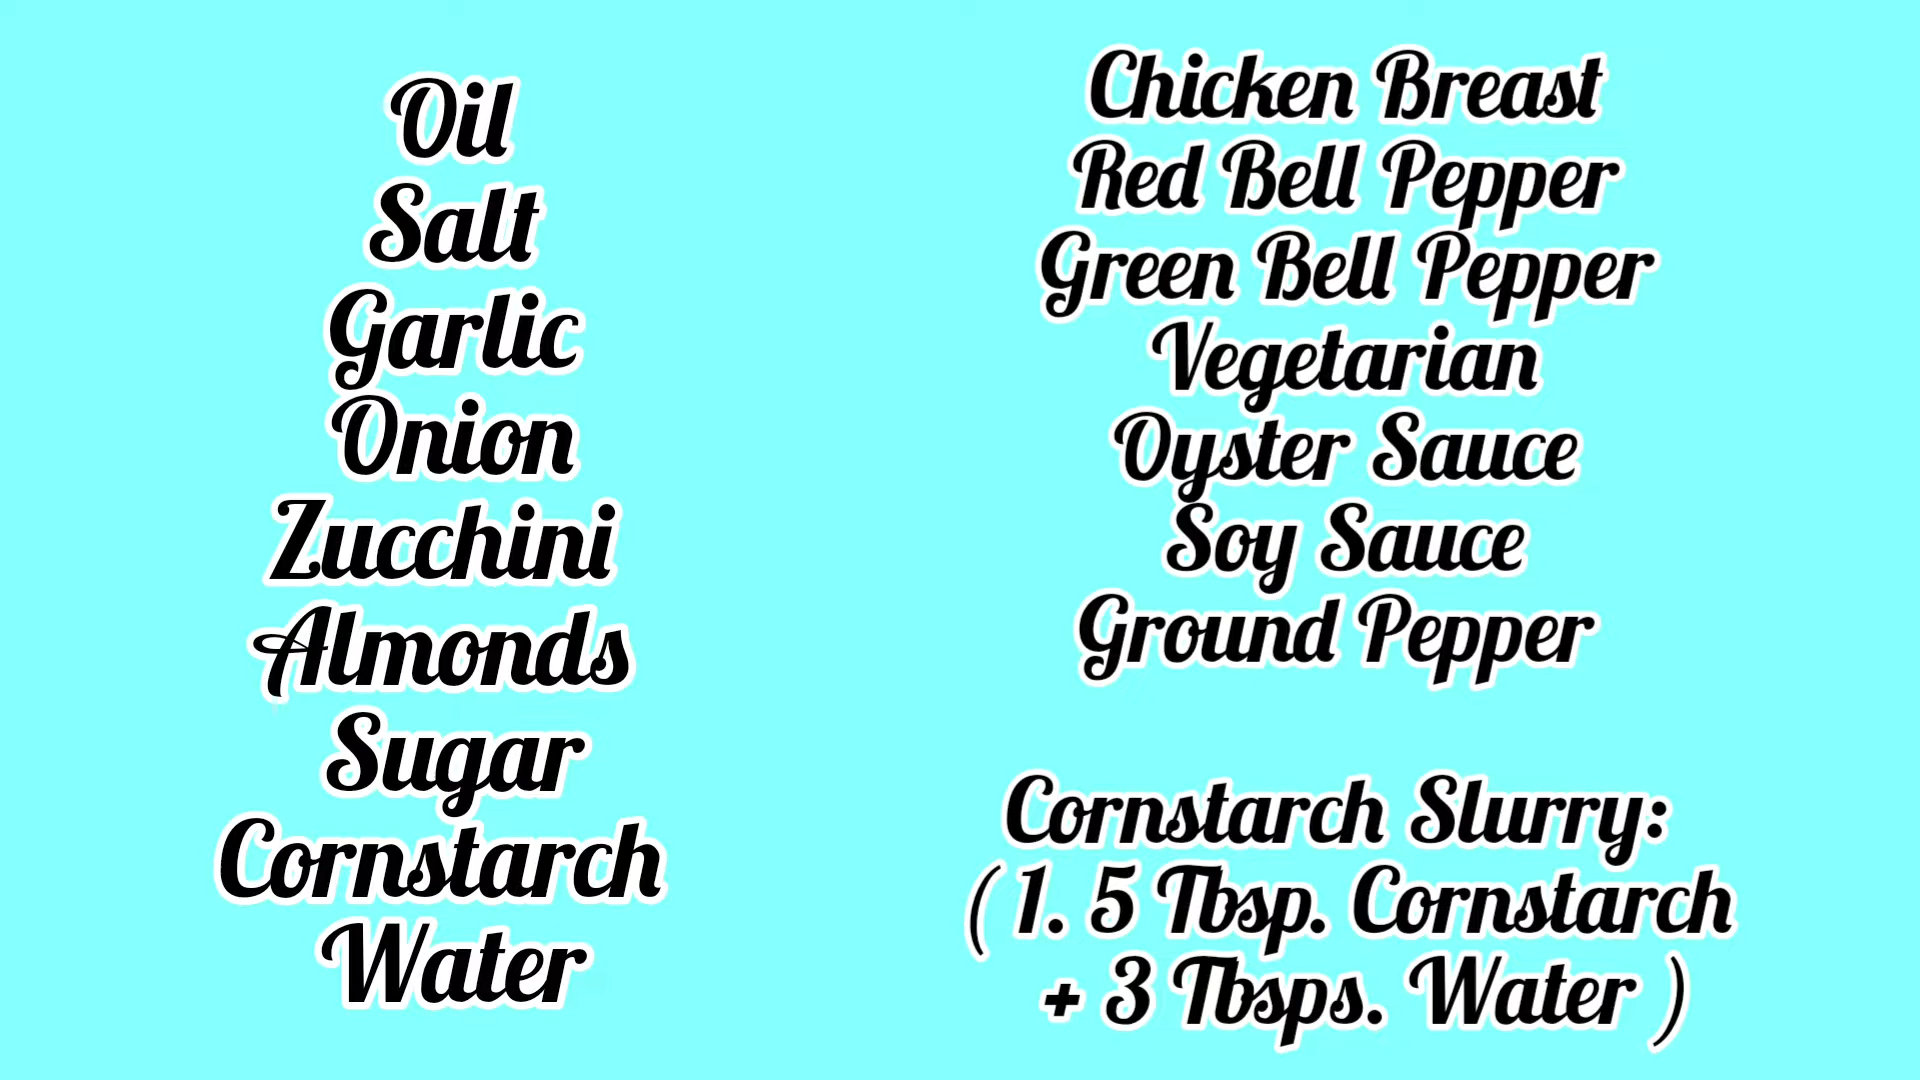 Oil
Salt
Garlic
Onion
Zucchini
Almonds
Sugar
Cornstarch
Water
Chicken Breast
Red Bell Pepper
Green Bell Pepper
Vegetarian
Oyster Sauce
Soy Sauce
Ground Pepper
Cornstarch Slurry:
( 1. 5 Tbsp. Cornstarch
+ 3 Tbsps. Water )